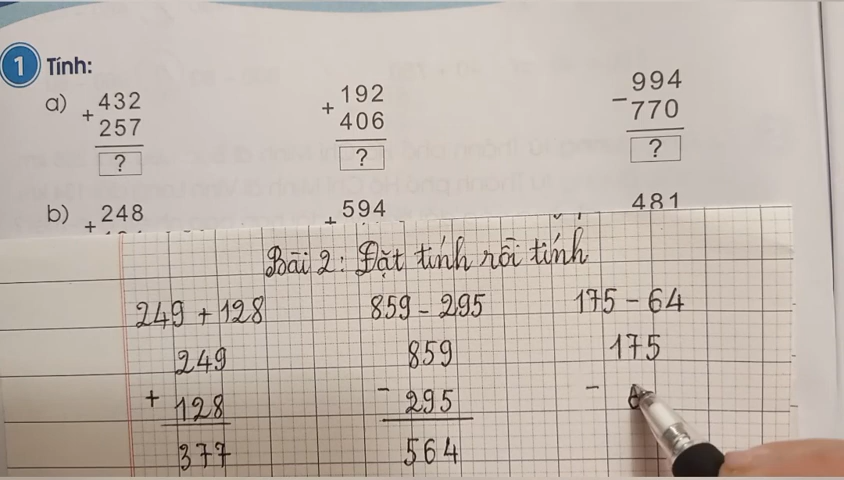 1 Tính:
a) + 432 + 192 - 994
257 406 770
? ? ?
b) + 248 + 594 481
Bài 2: Đặt tính rồi tính
249 + 128 859 - 295 175 - 64
249 859 175
+ 128 - 295 - 6
377 564